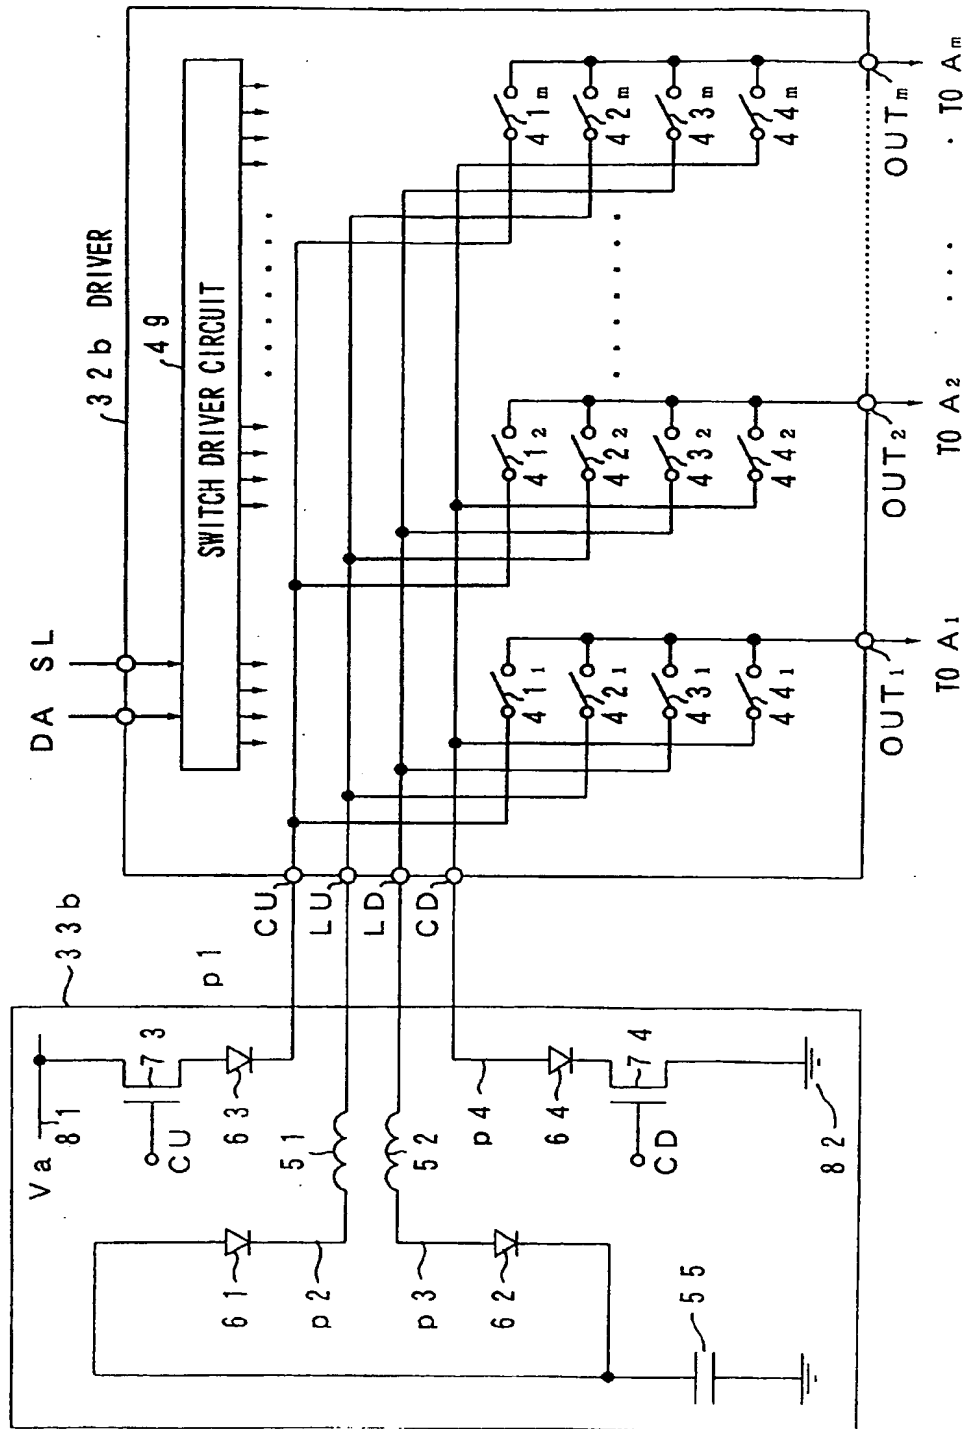 32b DRIVER
49
DA SL
SWITCH DRIVER CIRCUIT
41₁ 41₂ 41m
42₁ 42₂ 42m
43₁ 43₂ 43m
44₁ 44₂ 44m
OUT₁ OUT₂ OUTm
TO A₁ TO A₂ TO Am
CU
LU
LD
CD
33b
p1
Va
81
73
CU
63
51
52
p4
64
74
CD
82
61
p2
p3
62
55